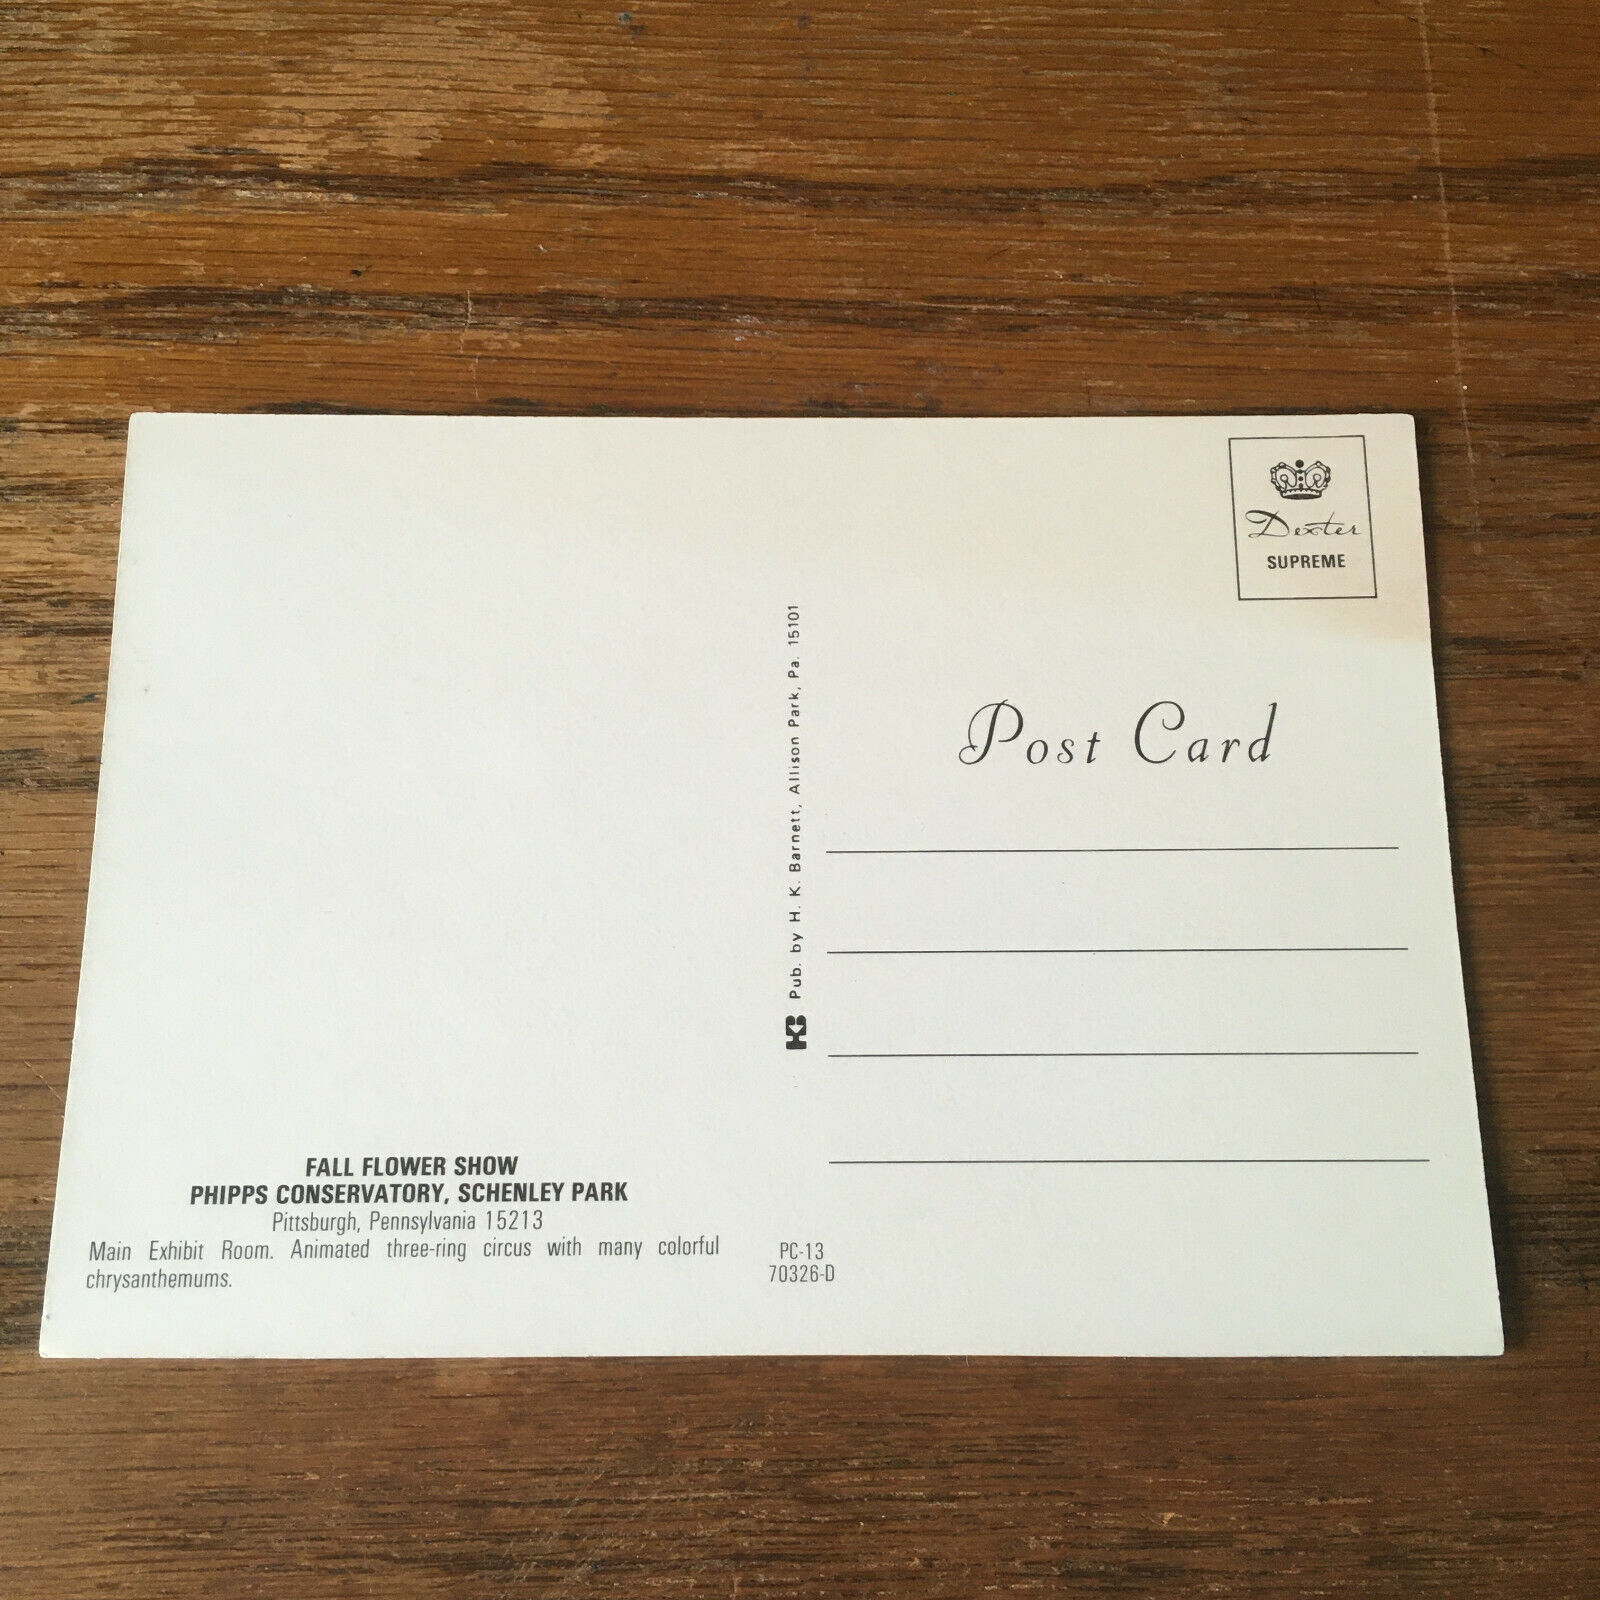 Dexter
SUPREME
Post Card
Pub. by H. K. Barnett, Allison Park, Pa. 15101
FALL FLOWER SHOW
PHIPPS CONSERVATORY, SCHENLEY PARK
Pittsburgh, Pennsylvania 15213
Main Exhibit Room. Animated three-ring circus with many colorful
chrysanthemums.
PC-13
70326-D